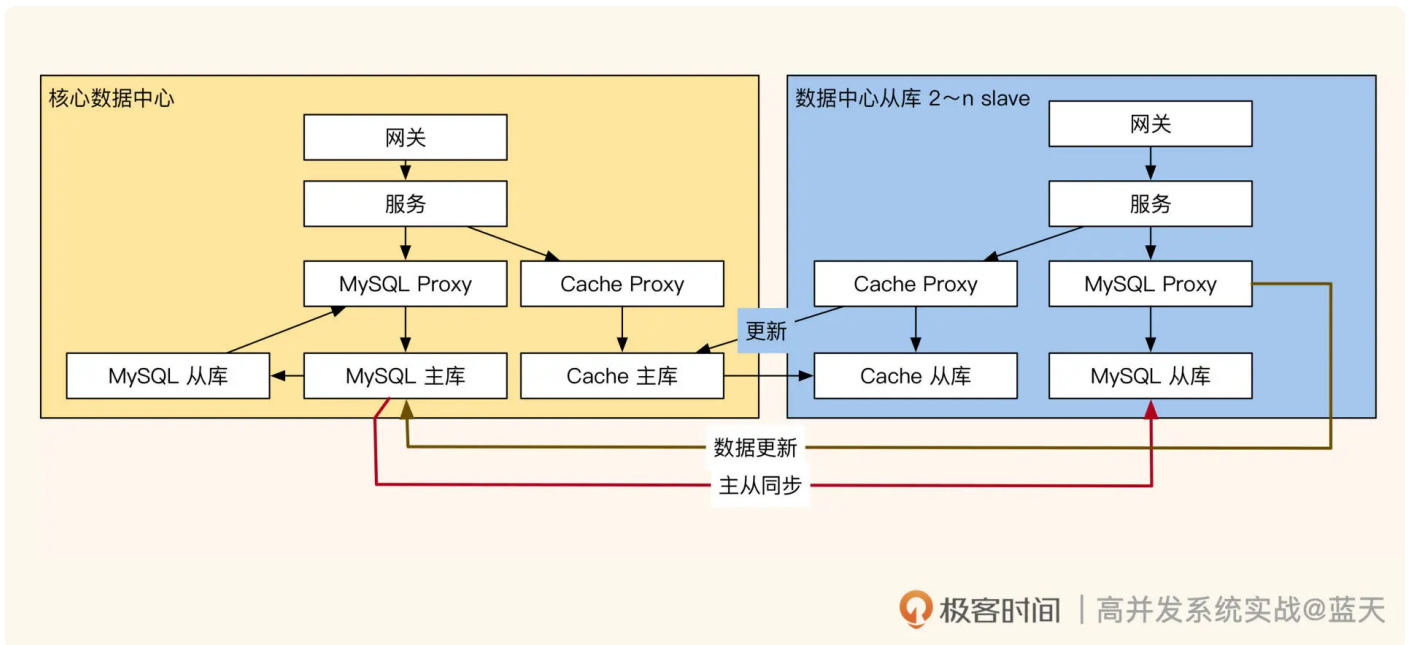 核心数据中心
网关
服务
MySQL Proxy
Cache Proxy
MySQL 从库
MySQL 主库
Cache 主库
数据中心从库 2～n slave
网关
服务
Cache Proxy
MySQL Proxy
更新
Cache 从库
MySQL 从库
数据更新
主从同步
极客时间 | 高并发系统实战@蓝天